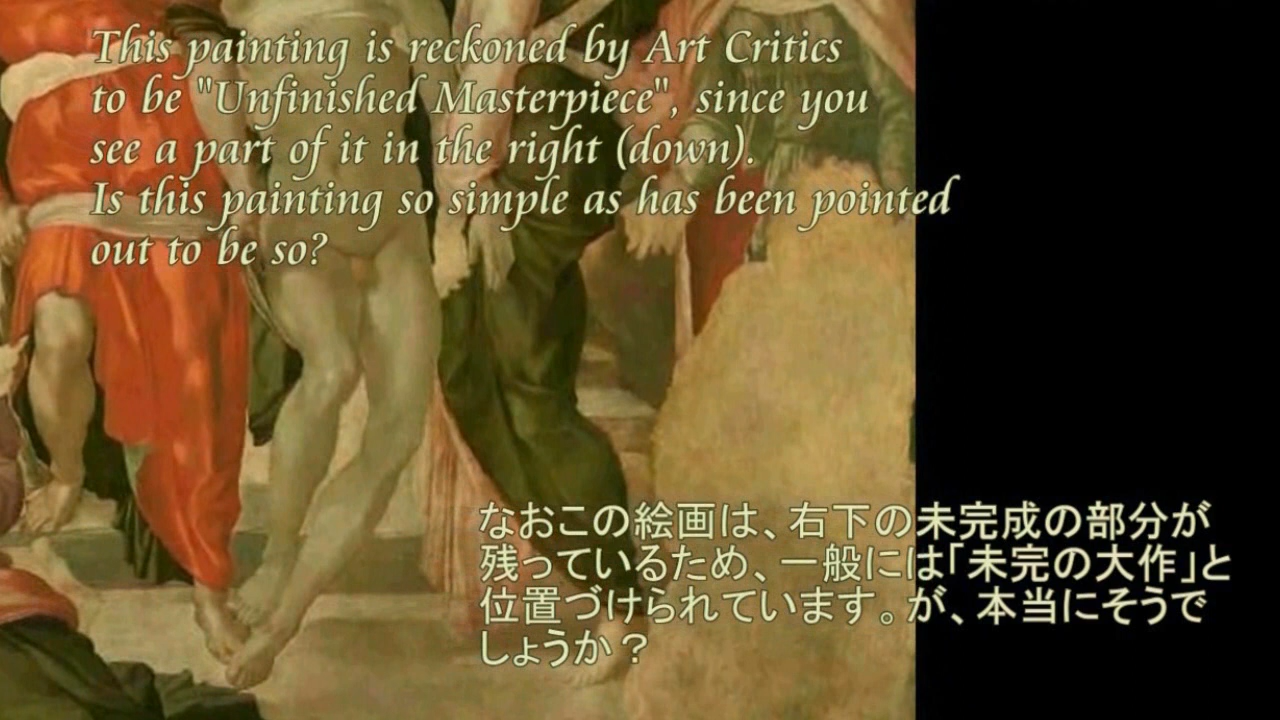 This painting is reckoned by Art Critics
to be "Unfinished Masterpiece", since you
see a part of it in the right (down).
Is this painting so simple as has been pointed
out to be so?
なおこの絵画は、右下の未完成の部分が
残っているため、一般には「未完の大作」と
位置づけられています。が、本当にそうで
しょうか？